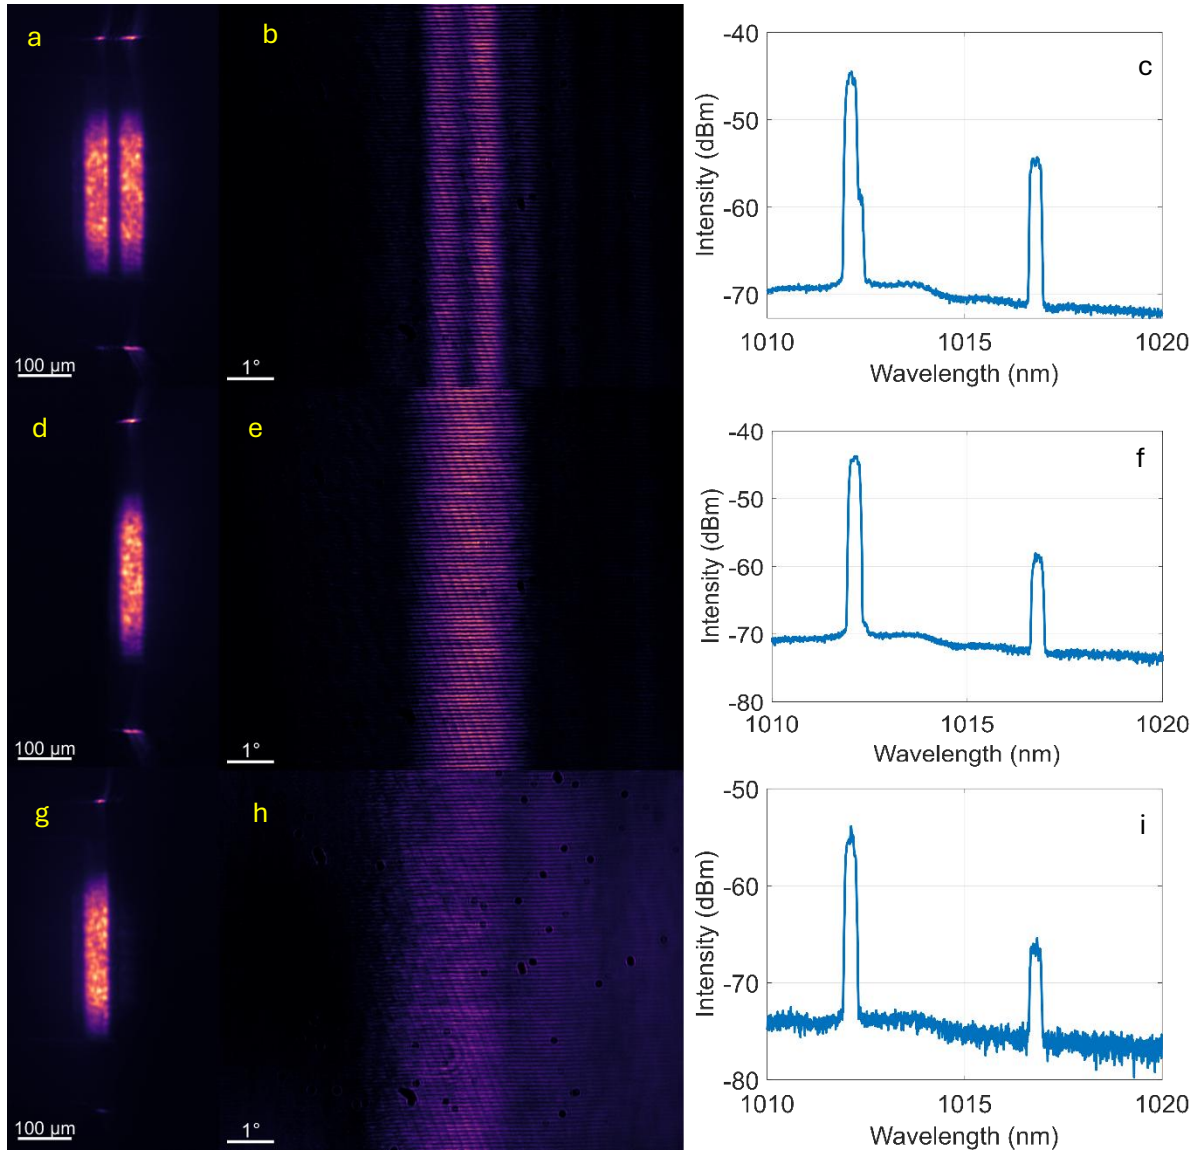 a
b
100 µm
1°
c
-40
-50
-60
-70
1010
1015
1020
Intensity (dBm)
Wavelength (nm)
d
e
100 µm
1°
f
-40
-50
-60
-70
-80
1010
1015
1020
Intensity (dBm)
Wavelength (nm)
g
h
100 µm
1°
i
-50
-60
-70
-80
1010
1015
1020
Intensity (dBm)
Wavelength (nm)